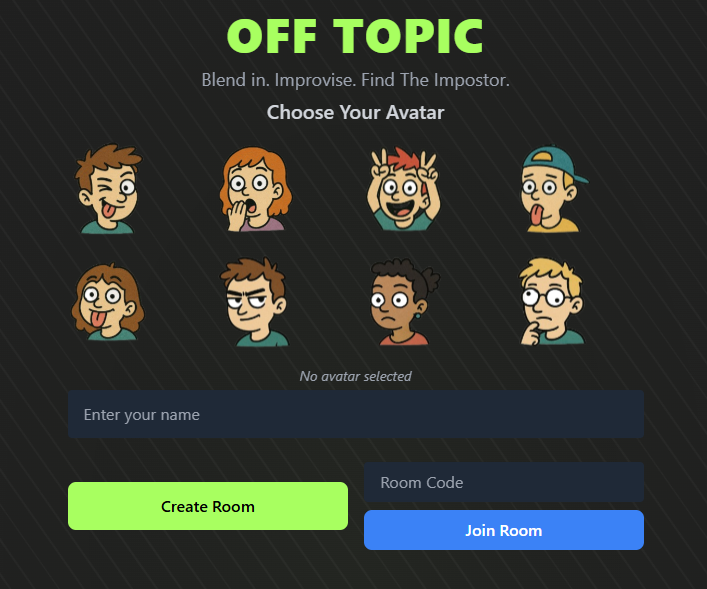 OFF TOPIC
Blend in. Improvise. Find The Impostor.
Choose Your Avatar
No avatar selected
Enter your name
Create Room
Room Code
Join Room